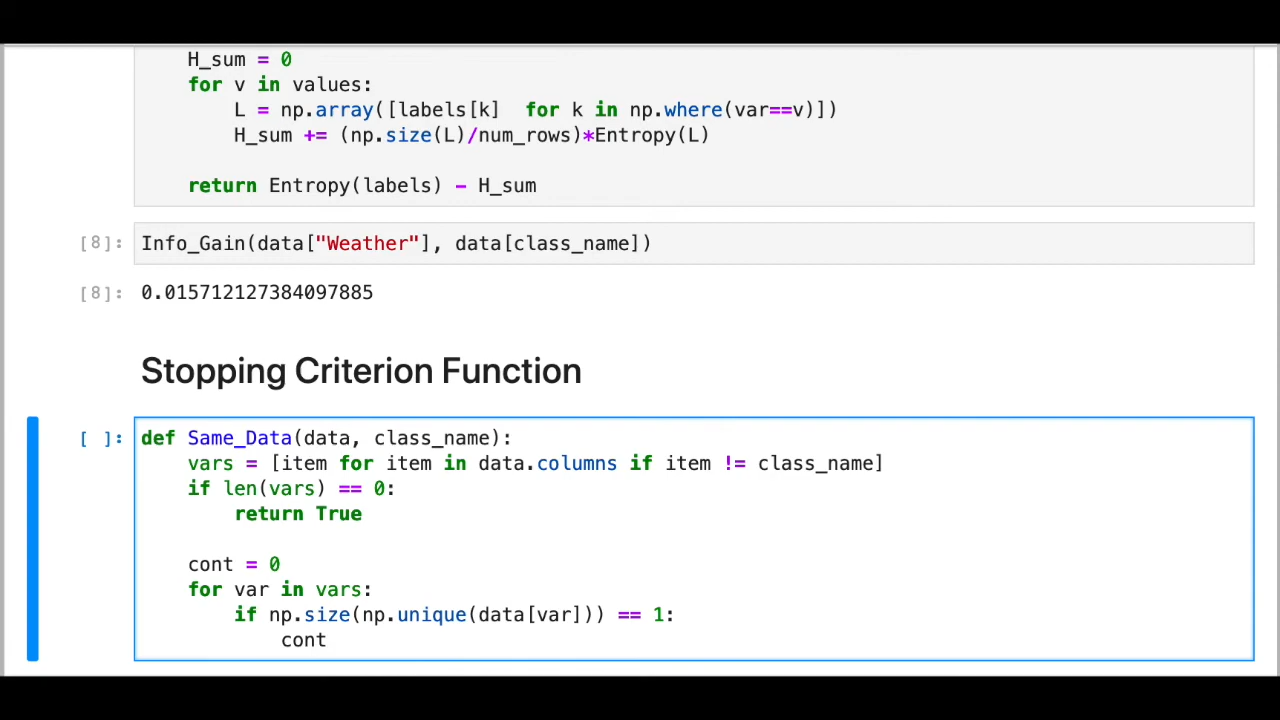 H_sum = 0
for v in values:
L = np.array([labels[k]  for k in np.where(var==v)])
H_sum += (np.size(L)/num_rows)*Entropy(L)
return Entropy(labels) - H_sum
[8]: Info_Gain(data["Weather"], data[class_name])
[8]: 0.015712127384097885
Stopping Criterion Function
[ ]: def Same_Data(data, class_name):
vars = [item for item in data.columns if item != class_name]
if len(vars) == 0:
return True
cont = 0
for var in vars:
if np.size(np.unique(data[var])) == 1:
cont